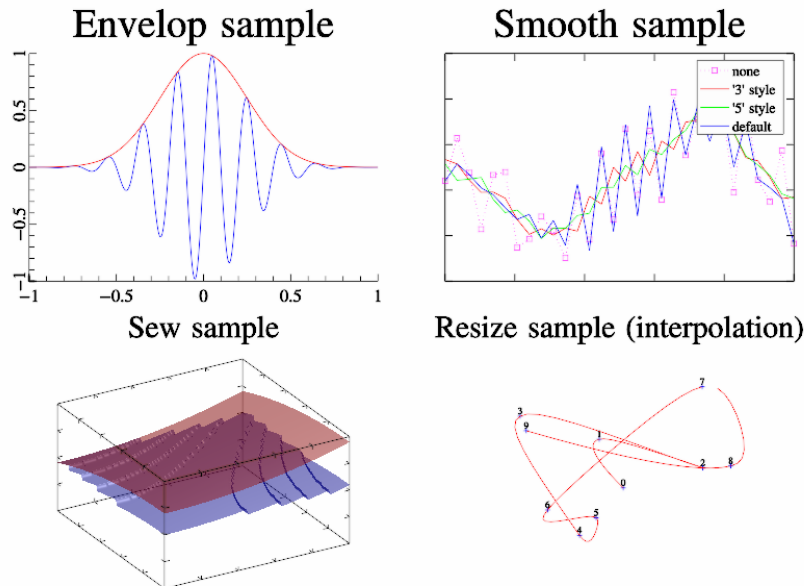 Envelop sample
Smooth sample
1
0.5
0
−0.5
−1
−1
−0.5
0
0.5
1
none
'3' style
'5' style
default
Sew sample
Resize sample (interpolation)
7
3
9
1
2
8
0
6
5
4